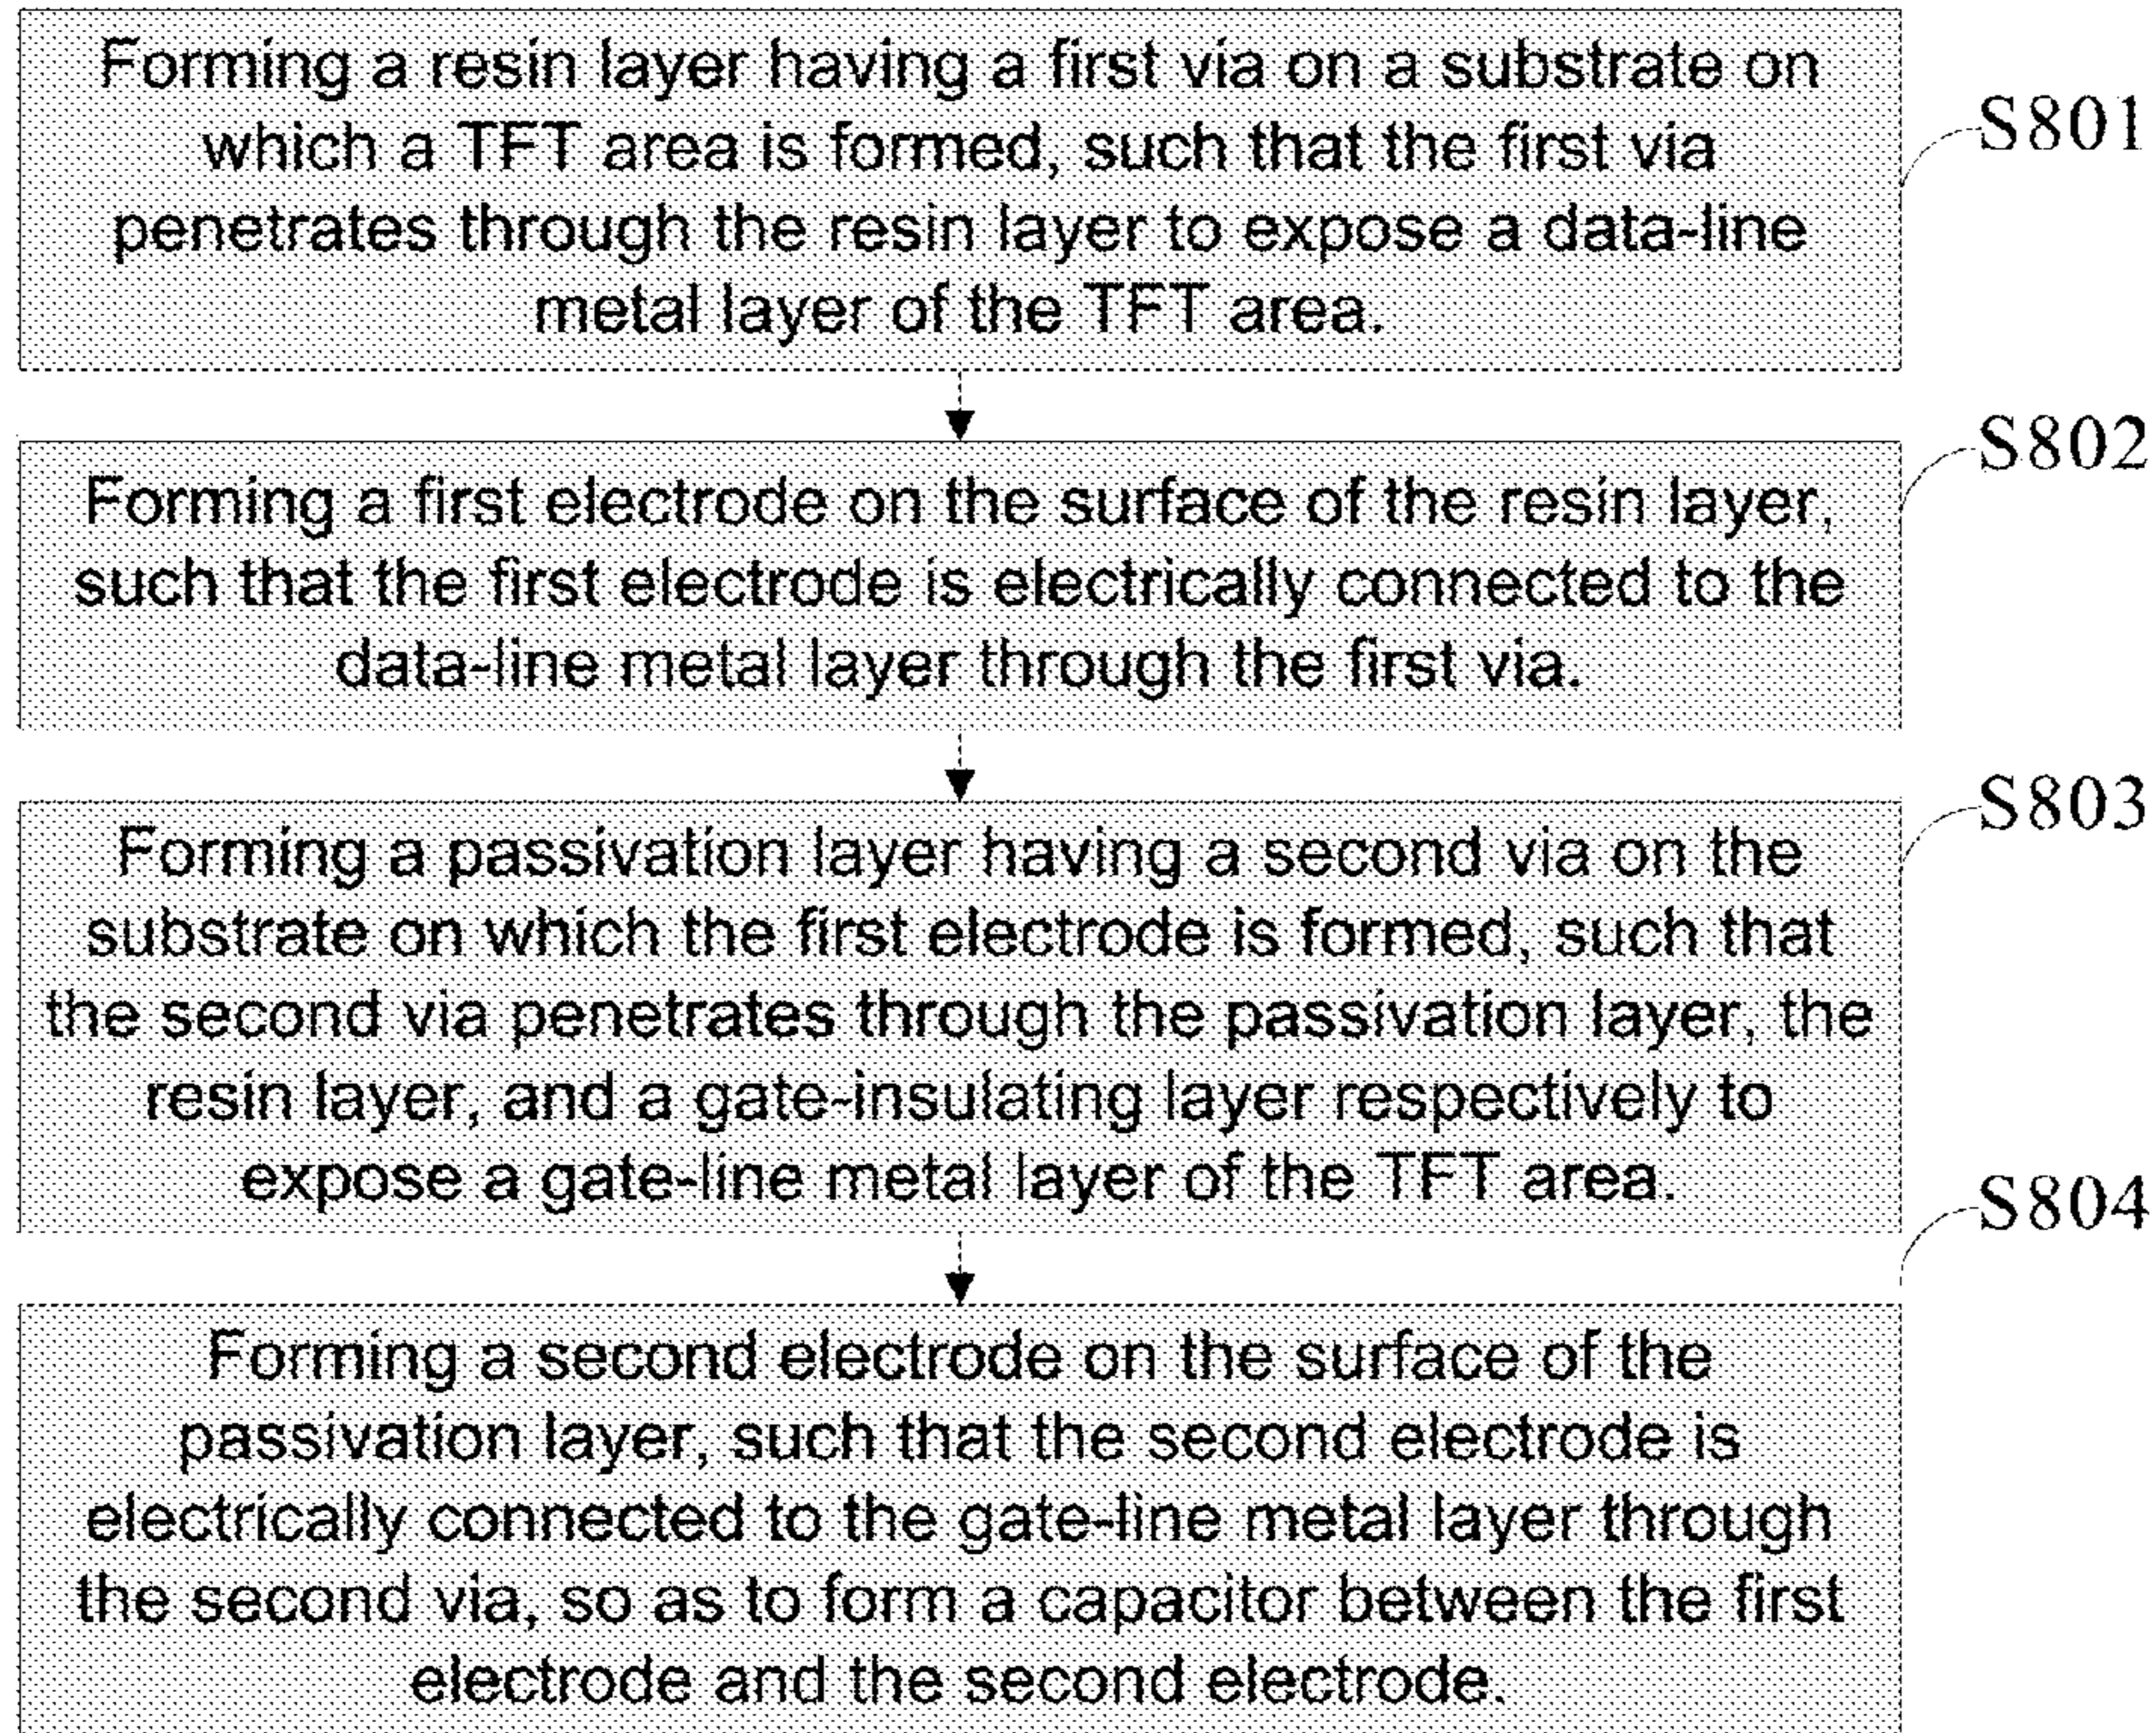 Forming a resin layer having a first via on a substrate on
which a TFT area is formed, such that the first via
penetrates through the resin layer to expose a data-line
metal layer of the TFT area.
S801
Forming a first electrode on the surface of the resin layer,
such that the first electrode is electrically connected to the
data-line metal layer through the first via.
S802
Forming a passivation layer having a second via on the
substrate on which the first electrode is formed, such that
the second via penetrates through the passivation layer, the
resin layer, and a gate-insulating layer respectively to
expose a gate-line metal layer of the TFT area.
S803
Forming a second electrode on the surface of the
passivation layer, such that the second electrode is
electrically connected to the gate-line metal layer through
the second via, so as to form a capacitor between the first
electrode and the second electrode.
S804